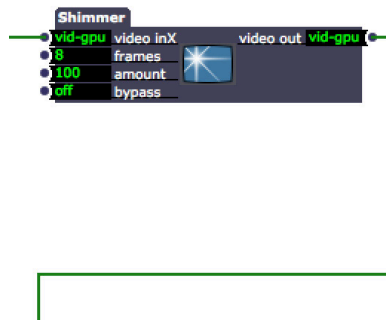 Shimmer
vid-gpu video inX video out vid-gpu
8 frames
100 amount
off bypass